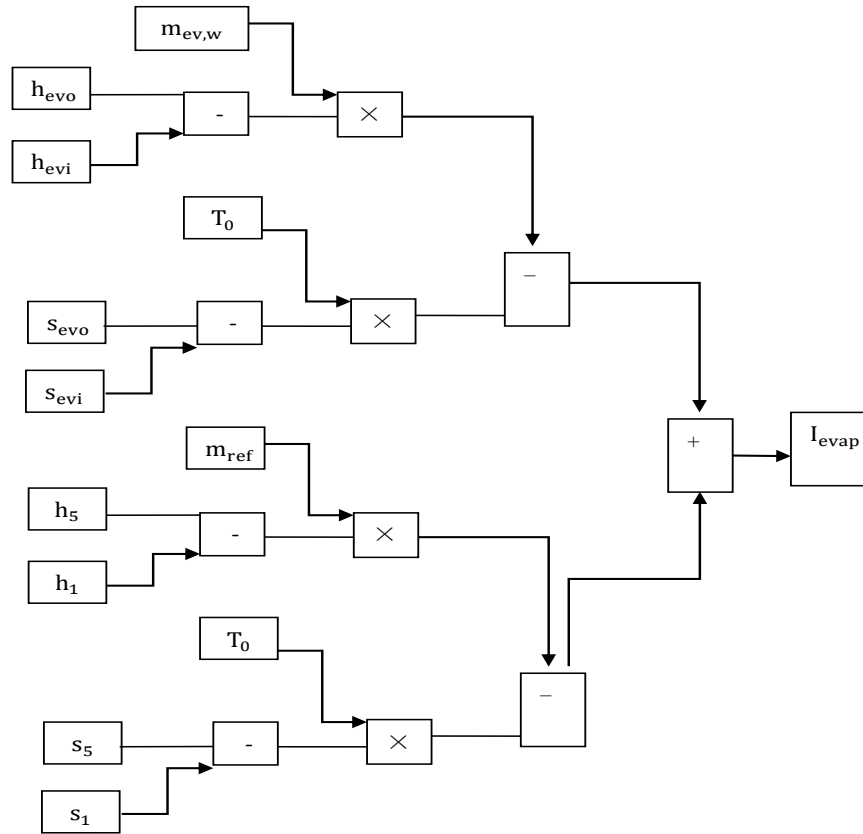 m_ev,w
h_evo
-
×
h_evi
T_0
−
s_evo
-
×
s_evi
m_ref
+
I_evap
h_5
-
×
h_1
T_0
−
s_5
-
×
s_1